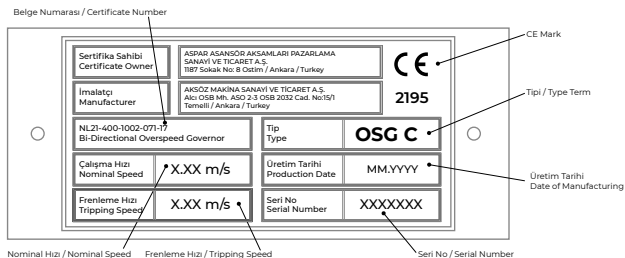 Belge Numarası / Certificate Number
CE Mark
Sertifika Sahibi
Certificate Owner
ASPAR ASANSÖR AKSAMLARI PAZARLAMA
SANAYİ VE TİCARET A.Ş.
1187 Sokak No: 8 Ostim / Ankara / Turkey
CE
İmalatçı
Manufacturer
AKSÖZ MAKİNA SANAYİ VE TİCARET A.Ş.
Alcı OSB Mh. ASO 2-3 OSB 2032 Cad. No:15/1
Temelli / Ankara / Turkey
2195
Tipi / Type Term
NL21-400-1002-071-17
Bi-Directional Overspeed Governor
Tip
Type
OSG C
Çalışma Hızı
Nominal Speed
X.XX m/s
Üretim Tarihi
Production Date
MM.YYYY
Üretim Tarihi
Date of Manufacturing
Frenleme Hızı
Tripping Speed
X.XX m/s
Seri No
Serial Number
XXXXXXX
Nominal Hızı / Nominal Speed
Frenleme Hızı / Tripping Speed
Seri No / Serial Number